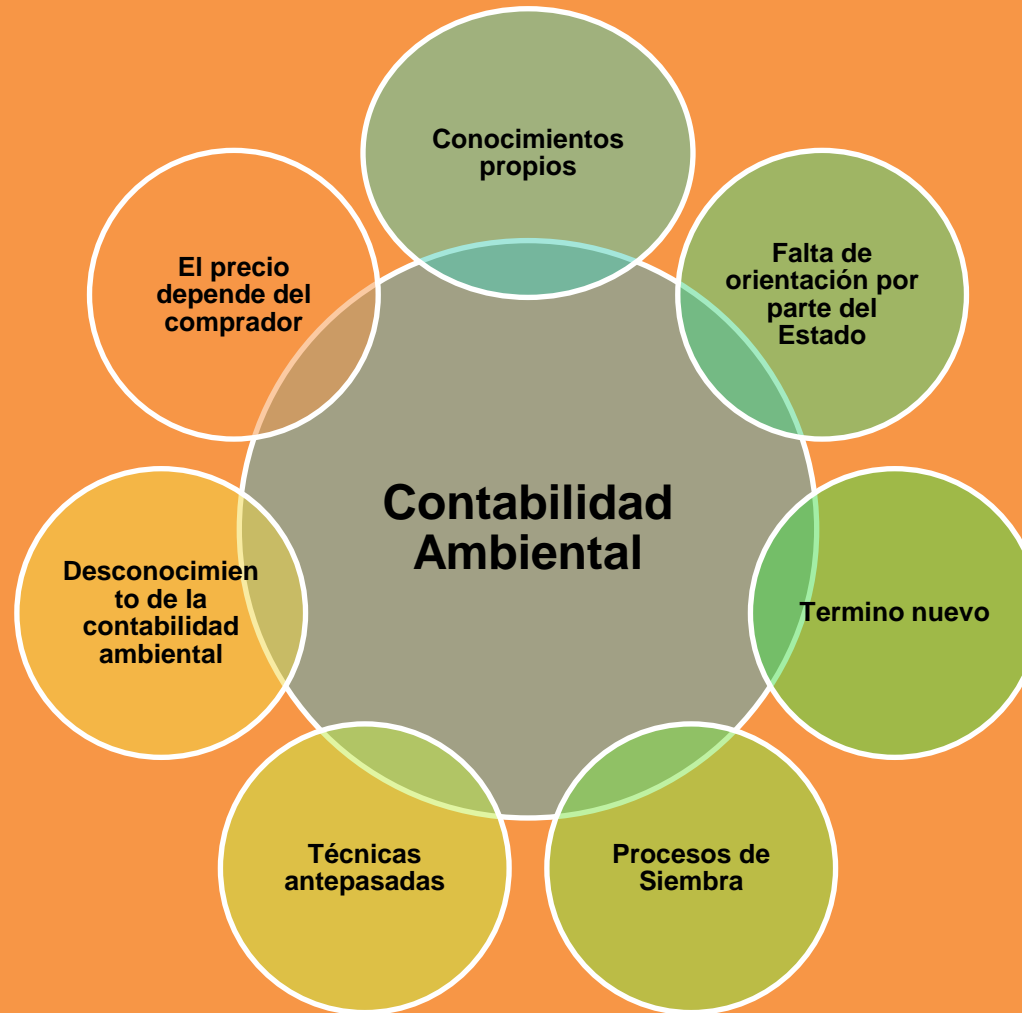 Conocimientos
propios
Falta de
orientación por
parte del
Estado
Termino nuevo
Procesos de
Siembra
Técnicas
antepasadas
Desconocimien
to de la
contabilidad
ambiental
El precio
depende del
comprador
Contabilidad
Ambiental